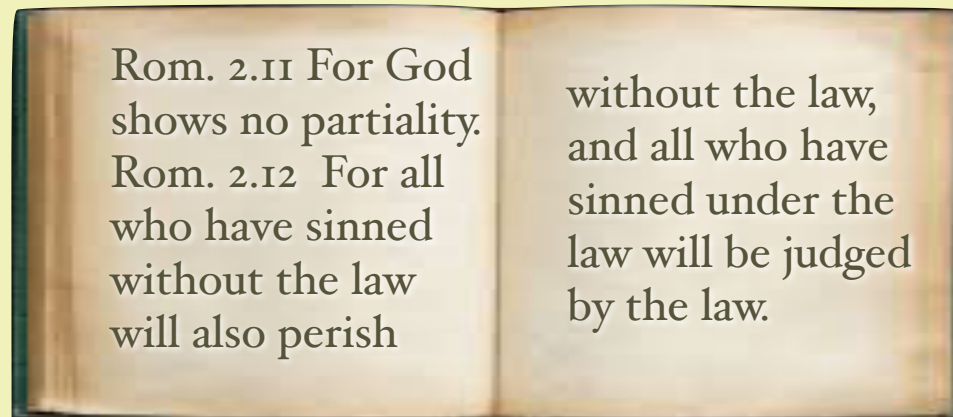 Rom. 2.11 For God
shows no partiality.
Rom. 2.12  For all
who have sinned
without the law
will also perish
without the law,
and all who have
sinned under the
law will be judged
by the law.